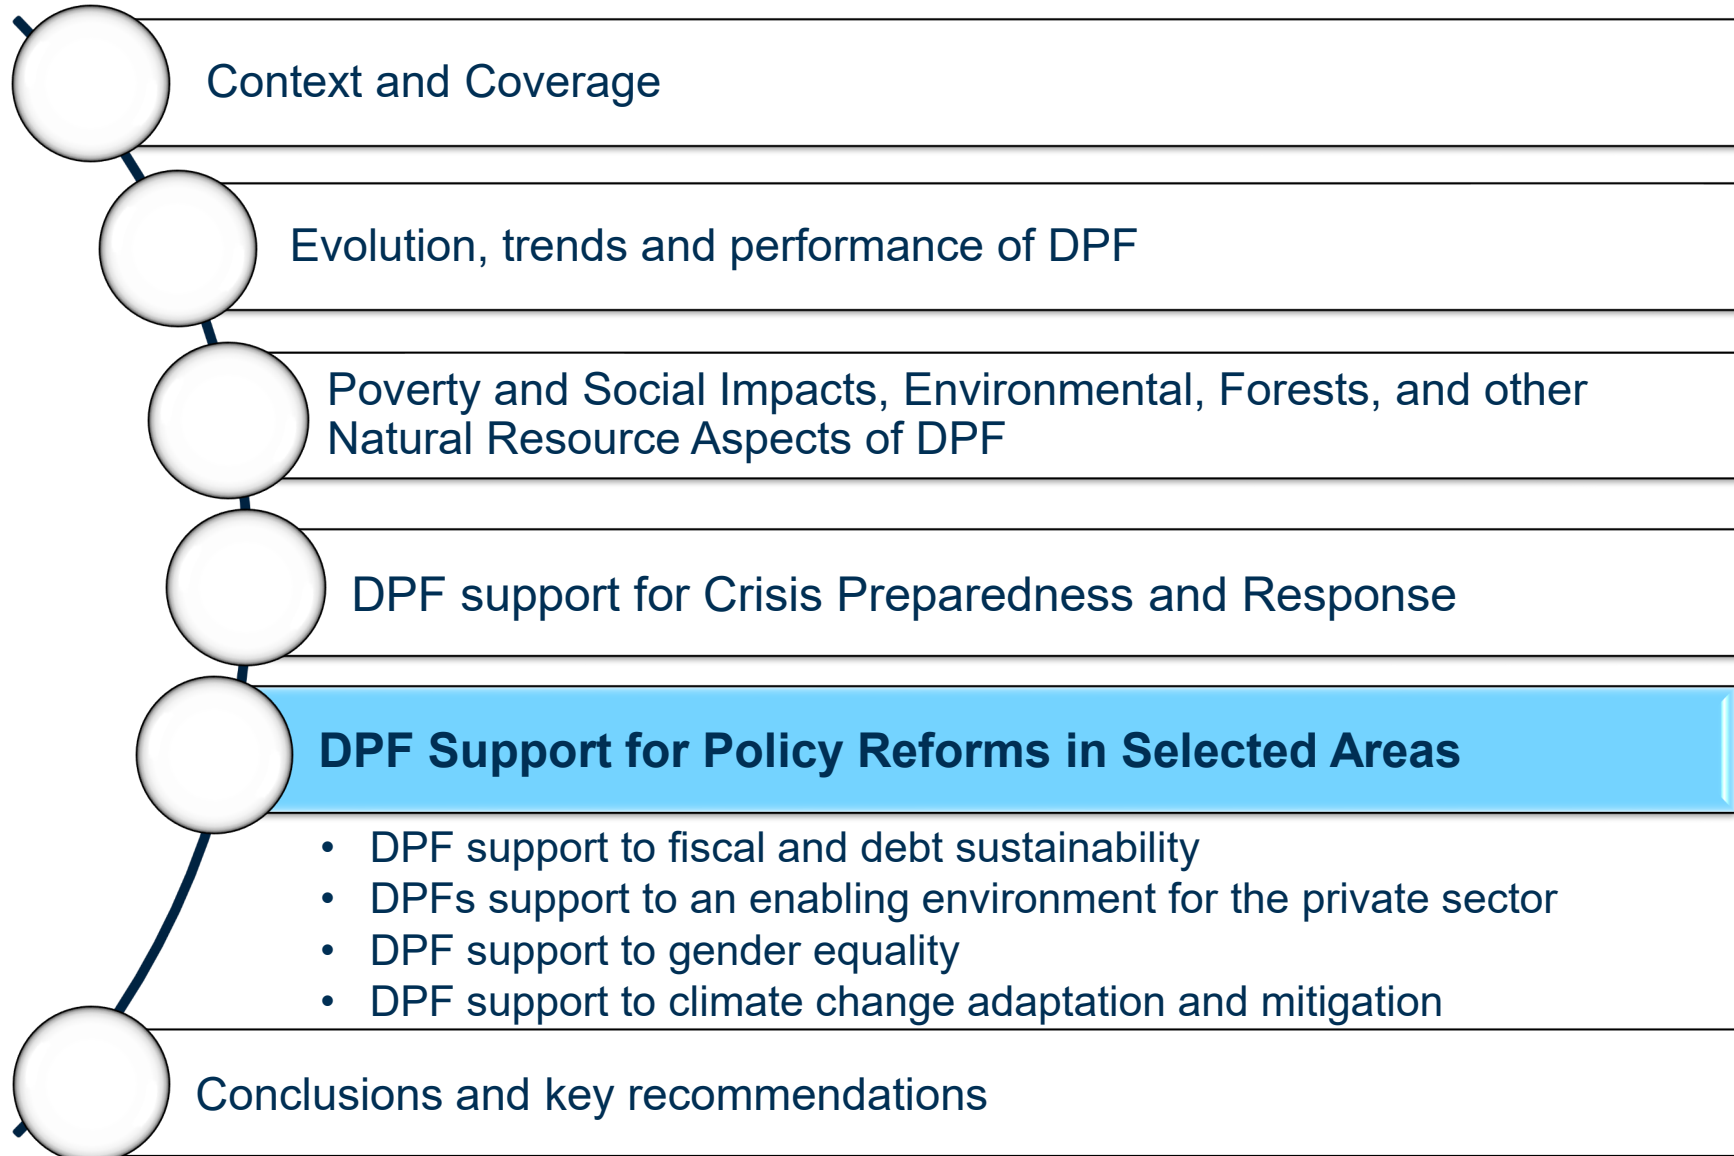 Context and Coverage
Evolution, trends and performance of DPF
Poverty and Social Impacts, Environmental, Forests, and other
Natural Resource Aspects of DPF
DPF support for Crisis Preparedness and Response
DPF Support for Policy Reforms in Selected Areas
• DPF support to fiscal and debt sustainability
• DPFs support to an enabling environment for the private sector
• DPF support to gender equality
• DPF support to climate change adaptation and mitigation
Conclusions and key recommendations